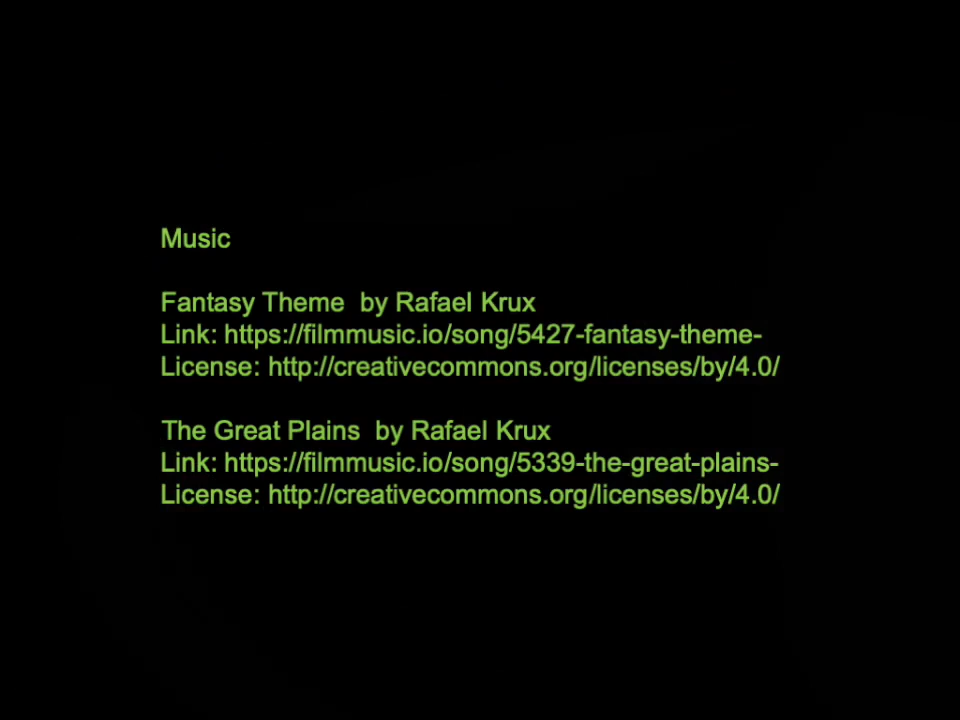 Music
Fantasy Theme  by Rafael Krux
Link: https://filmmusic.io/song/5427-fantasy-theme-
License: http://creativecommons.org/licenses/by/4.0/
The Great Plains  by Rafael Krux
Link: https://filmmusic.io/song/5339-the-great-plains-
License: http://creativecommons.org/licenses/by/4.0/